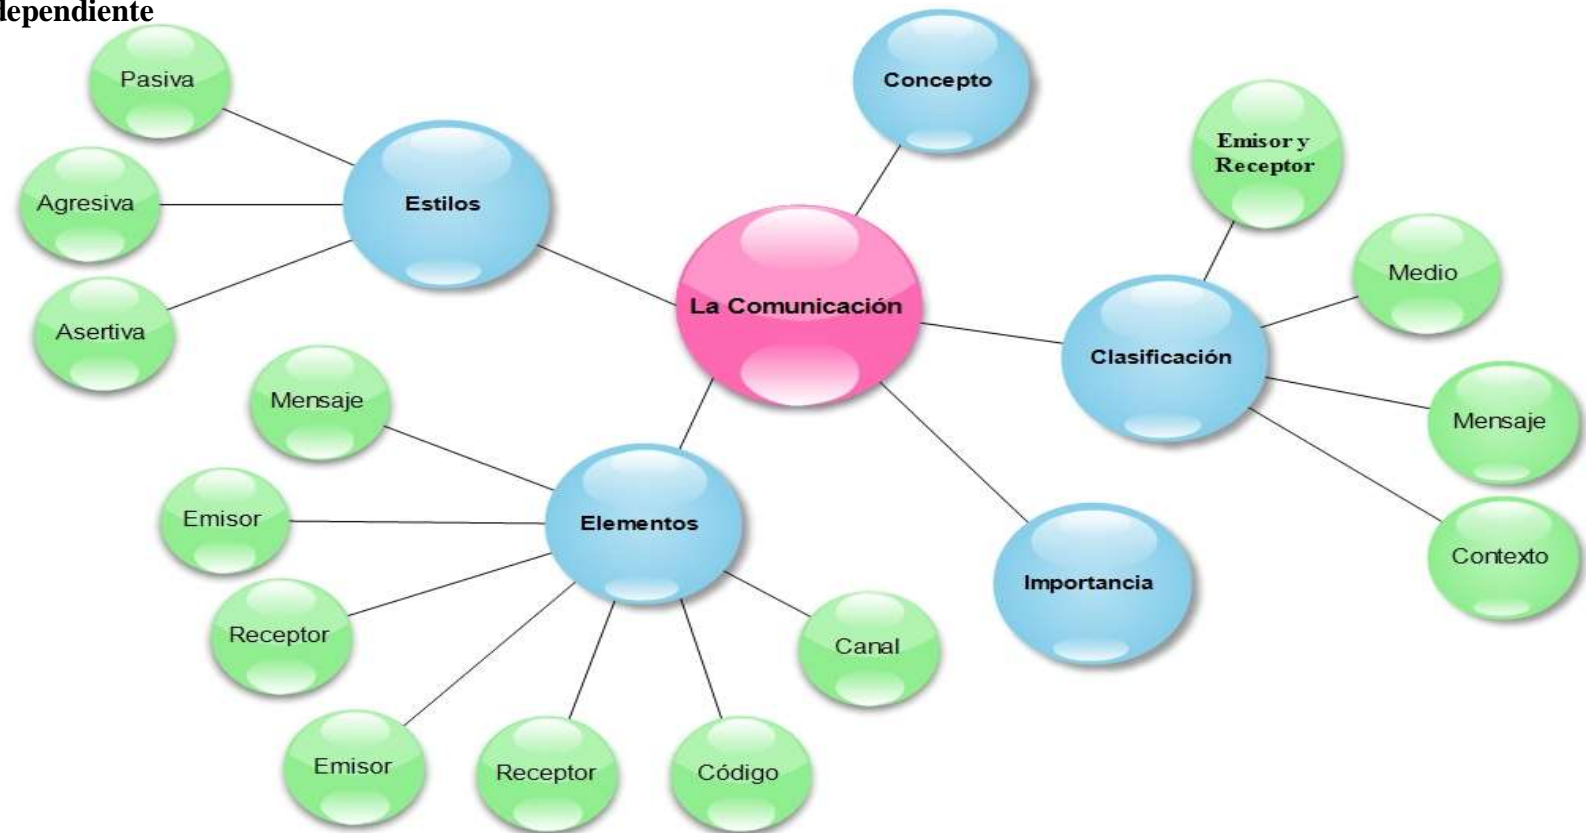 dependiente
Pasiva
Concepto
Emisor y
Receptor
Agresiva
Estilos
Medio
La Comunicación
Asertiva
Clasificación
Mensaje
Mensaje
Emisor
Elementos
Contexto
Importancia
Receptor
Canal
Emisor
Receptor
Código